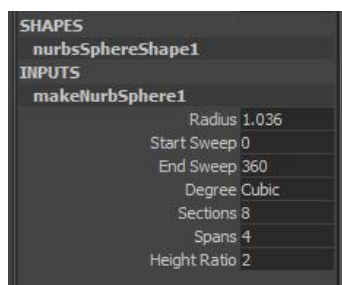 SHAPES
nurbsSphereShape1
INPUTS
makeNurbSphere1
Radius 1.036
Start Sweep 0
End Sweep 360
Degree Cubic
Sections 8
Spans 4
Height Ratio 2